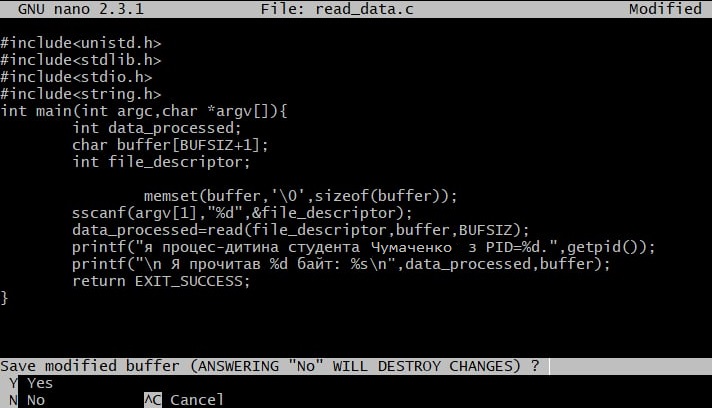 GNU nano 2.3.1 File: read_data.c Modified
#include<unistd.h>
#include<stdlib.h>
#include<stdio.h>
#include<string.h>
int main(int argc,char *argv[]){
int data_processed;
char buffer[BUFSIZ+1];
int file_descriptor;
memset(buffer,'\0',sizeof(buffer));
sscanf(argv[1],"%d",&file_descriptor);
data_processed=read(file_descriptor,buffer,BUFSIZ);
printf("я процес-дитина студента Чумаченко з PID=%d.",getpid());
printf("\n Я прочитав %d байт: %s\n",data_processed,buffer);
return EXIT_SUCCESS;
}
Save modified buffer (ANSWERING "No" WILL DESTROY CHANGES) ?
Y Yes
N No ^C Cancel